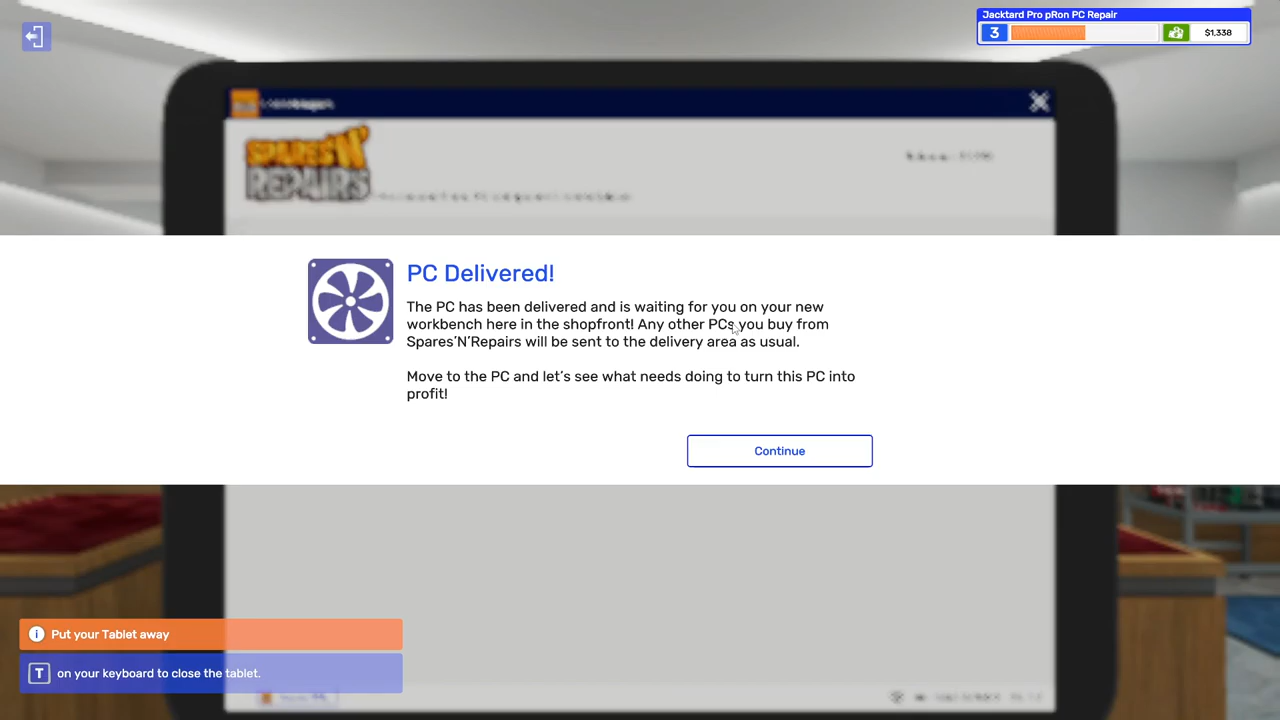 Jacktard Pro pRon PC Repair
3
$1,338
SPARES'N'
REPAIRS
PC Delivered!
The PC has been delivered and is waiting for you on your new
workbench here in the shopfront! Any other PCs you buy from
Spares'N'Repairs will be sent to the delivery area as usual.
Move to the PC and let's see what needs doing to turn this PC into
profit!
Continue
i Put your Tablet away
T on your keyboard to close the tablet.